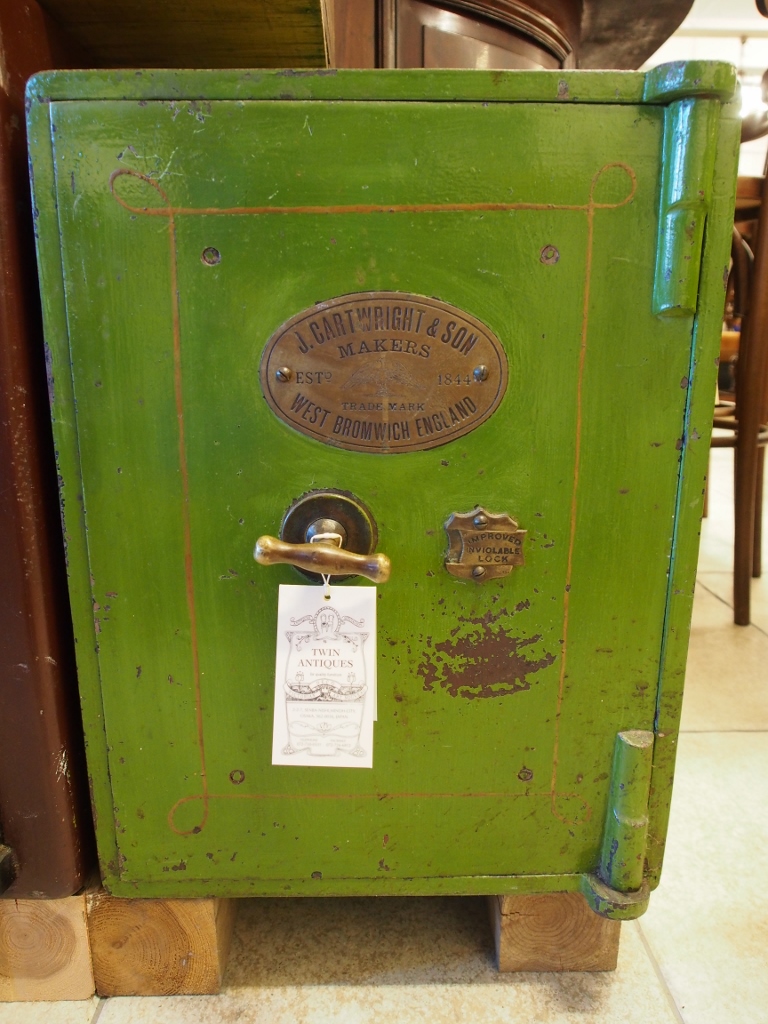 J. CARTWRIGHT & SON
MAKERS
ESTD 1844
TRADE MARK
WEST BROMWICH ENGLAND
IMPROVED
INVIOLABLE
LOCK
TWIN
ANTIQUES